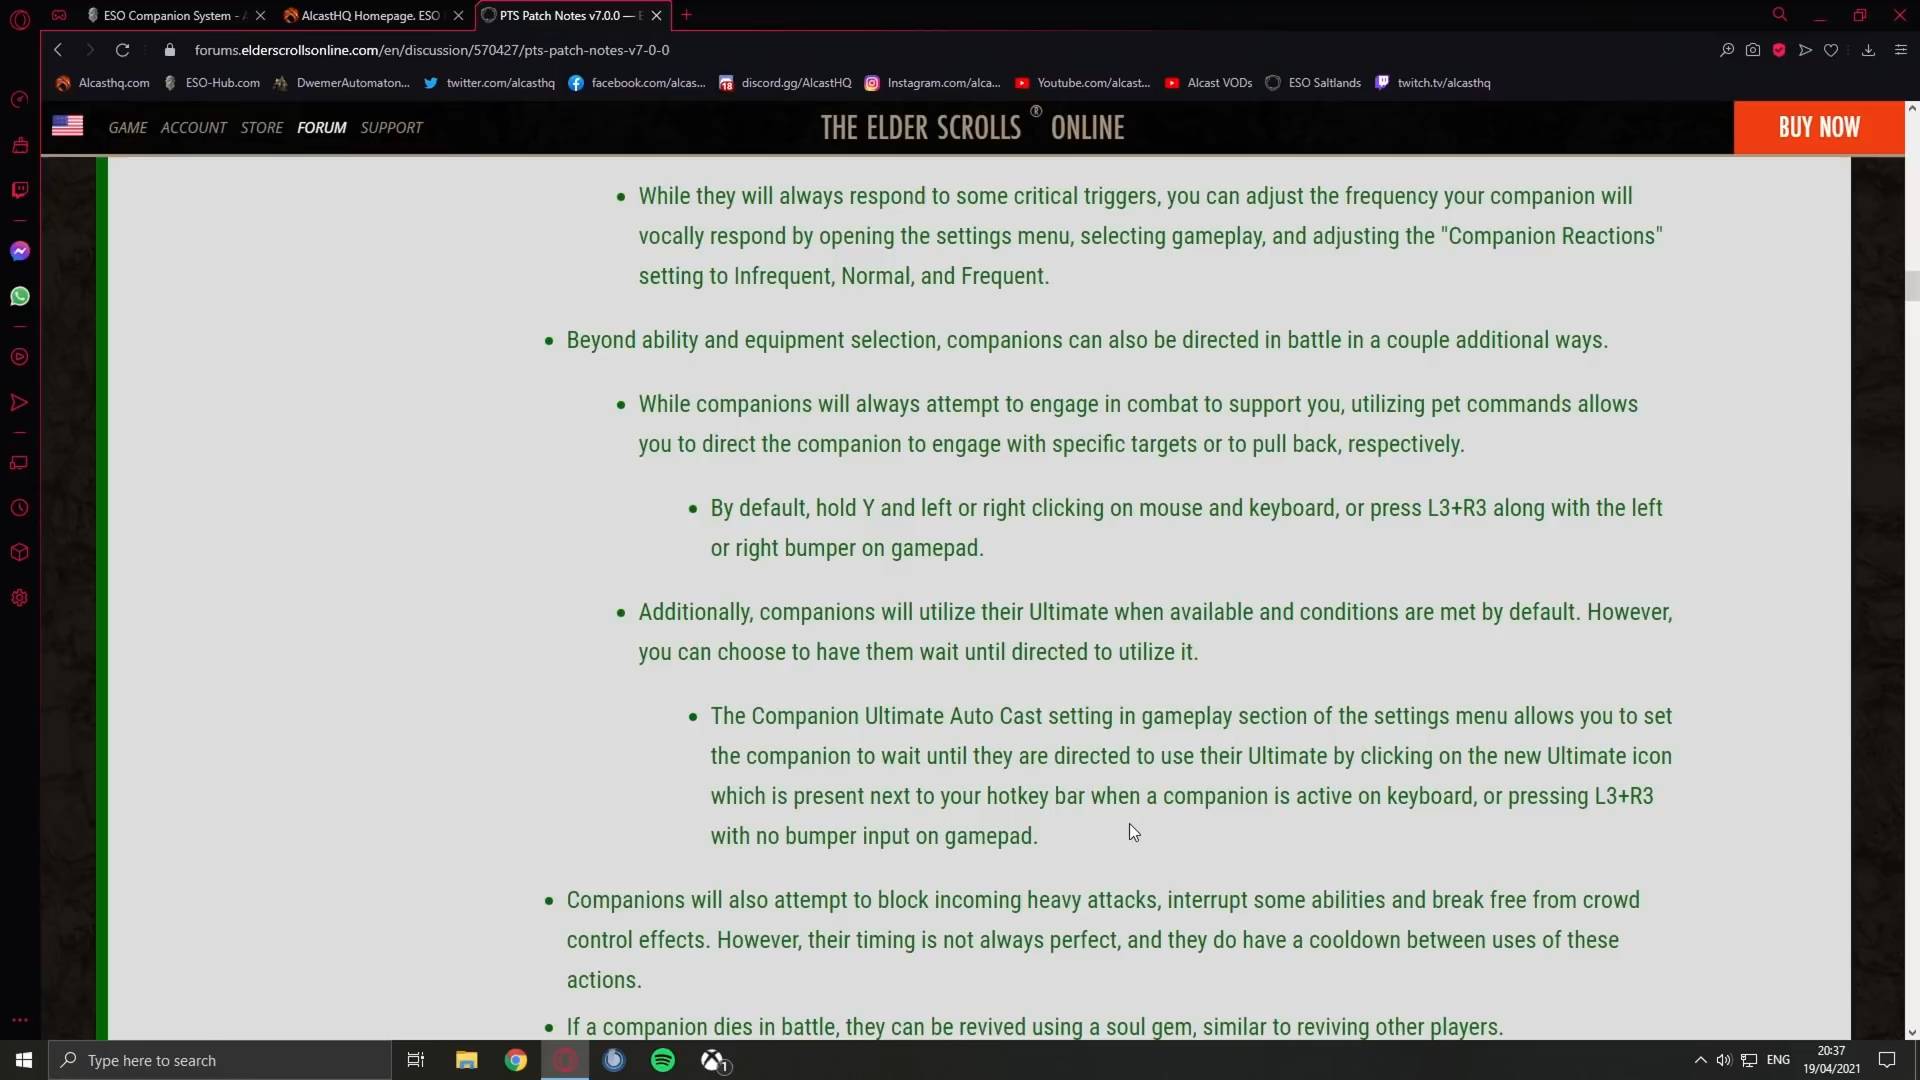 ESO Companion System - A
AlcastHQ Homepage. ESO
PTS Patch Notes v7.0.0 — E
forums.elderscrollsonline.com/en/discussion/570427/pts-patch-notes-v7-0-0
Alcasthq.com
ESO-Hub.com
DwemerAutomaton...
twitter.com/alcasthq
facebook.com/alcas...
18
discord.gg/AlcastHQ
Instagram.com/alca...
Youtube.com/alcast...
Alcast VODs
ESO Saltlands
twitch.tv/alcasthq
GAME ACCOUNT STORE FORUM SUPPORT
THE ELDER SCROLLS ® ONLINE
BUY NOW
• While they will always respond to some critical triggers, you can adjust the frequency your companion will
vocally respond by opening the settings menu, selecting gameplay, and adjusting the "Companion Reactions"
setting to Infrequent, Normal, and Frequent.
• Beyond ability and equipment selection, companions can also be directed in battle in a couple additional ways.
• While companions will always attempt to engage in combat to support you, utilizing pet commands allows
you to direct the companion to engage with specific targets or to pull back, respectively.
• By default, hold Y and left or right clicking on mouse and keyboard, or press L3+R3 along with the left
or right bumper on gamepad.
• Additionally, companions will utilize their Ultimate when available and conditions are met by default. However,
you can choose to have them wait until directed to utilize it.
• The Companion Ultimate Auto Cast setting in gameplay section of the settings menu allows you to set
the companion to wait until they are directed to use their Ultimate by clicking on the new Ultimate icon
which is present next to your hotkey bar when a companion is active on keyboard, or pressing L3+R3
with no bumper input on gamepad.
• Companions will also attempt to block incoming heavy attacks, interrupt some abilities and break free from crowd
control effects. However, their timing is not always perfect, and they do have a cooldown between uses of these
actions.
• If a companion dies in battle, they can be revived using a soul gem, similar to reviving other players.
Type here to search
1
ENG
20:37
19/04/2021